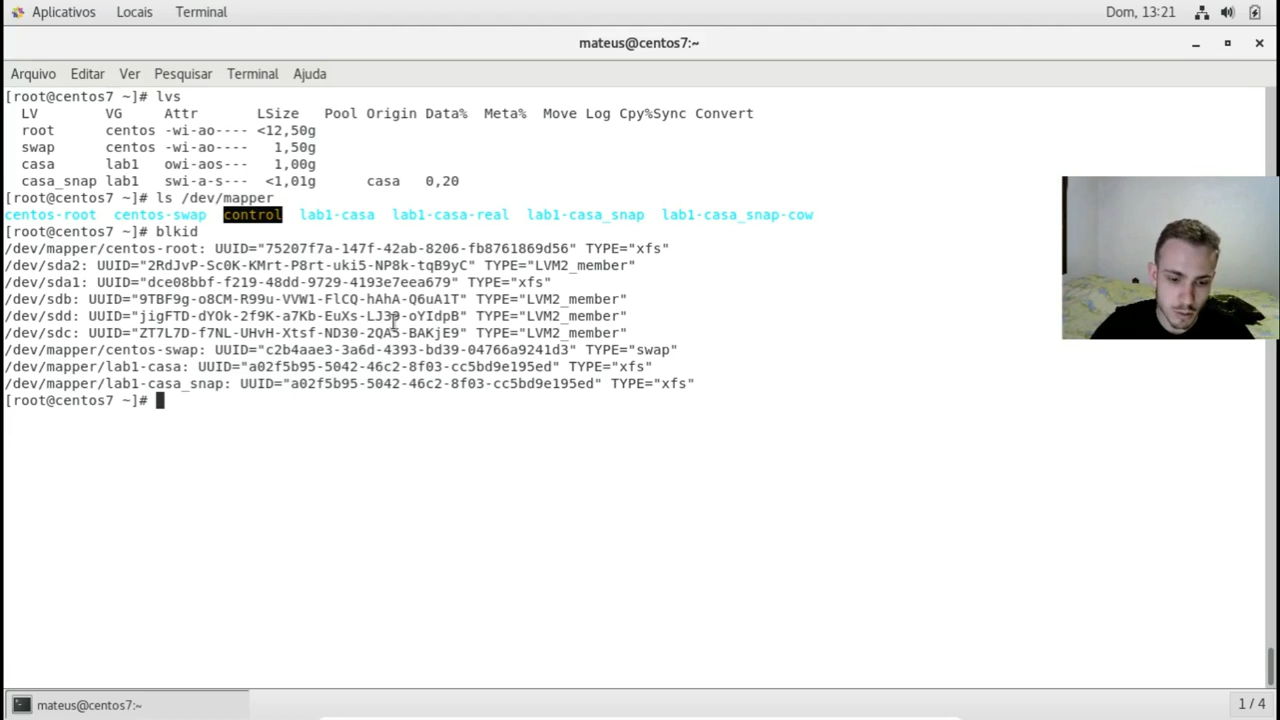 Aplicativos Locais Terminal Dom, 13:21
mateus@centos7:~
Arquivo Editar Ver Pesquisar Terminal Ajuda
[root@centos7 ~]# lvs
LV VG Attr LSize Pool Origin Data% Meta% Move Log Cpy%Sync Convert
root centos -wi-ao---- <12,50g
swap centos -wi-ao---- 1,50g
casa lab1 owi-aos--- 1,00g
casa_snap lab1 swi-a-s--- <1,01g casa 0,20
[root@centos7 ~]# ls /dev/mapper
centos-root centos-swap control lab1-casa lab1-casa-real lab1-casa_snap lab1-casa_snap-cow
[root@centos7 ~]# blkid
/dev/mapper/centos-root: UUID="75207f7a-147f-42ab-8206-fb8761869d56" TYPE="xfs"
/dev/sda2: UUID="2RdJvP-Sc0K-KMrt-P8rt-uki5-NP8k-tqB9yC" TYPE="LVM2_member"
/dev/sda1: UUID="dce08bbf-f219-48dd-9729-4193e7eea679" TYPE="xfs"
/dev/sdb: UUID="9TBF9g-o8CM-R99u-VVW1-FlCQ-hAhA-Q6uA1T" TYPE="LVM2_member"
/dev/sdd: UUID= TYPE="LVM2_member"
/dev/sdc: UUID="ZT7L7D-f7NL-UHvH-Xtsf-ND30-2QA5-BAKjE9" TYPE="LVM2_member"
/dev/mapper/centos-swap: UUID="c2b4aae3-3a6d-4393-bd39-04766a9241d3" TYPE="swap"
/dev/mapper/lab1-casa: UUID="a02f5b95-5042-46c2-8f03-cc5bd9e195ed" TYPE="xfs"
/dev/mapper/lab1-casa_snap: UUID="a02f5b95-5042-46c2-8f03-cc5bd9e195ed" TYPE="xfs"
[root@centos7 ~]#
mateus@centos7:~ 1 / 4